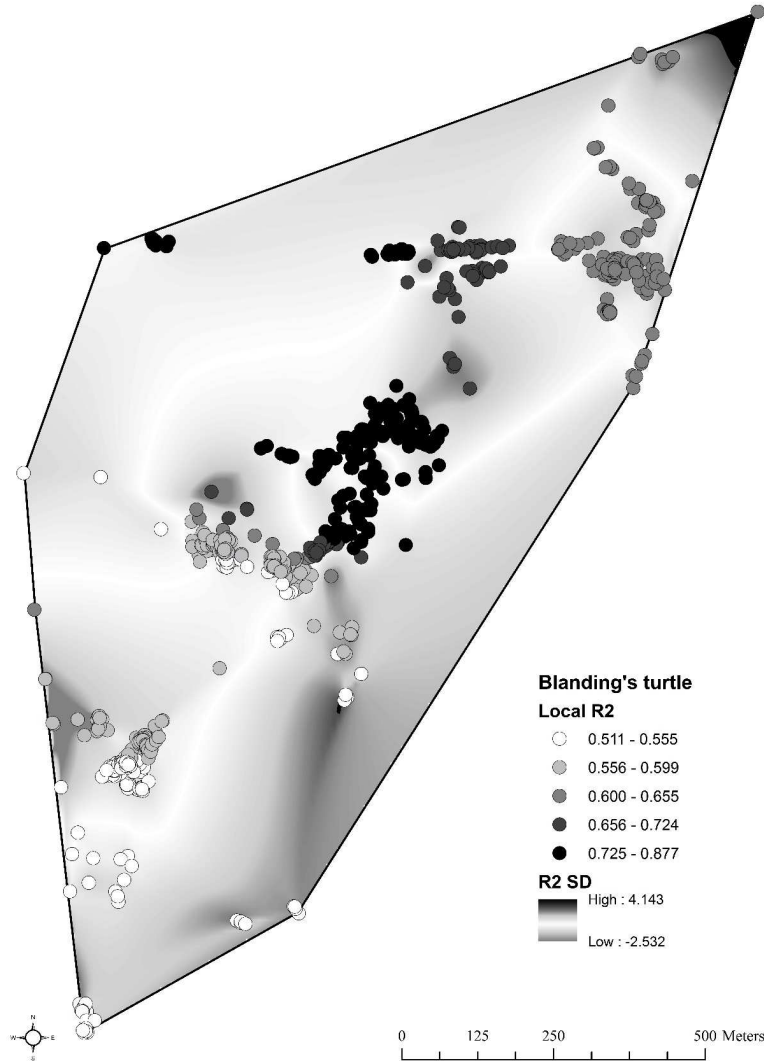 Blanding's turtle
Local R2
0.511 - 0.555
0.556 - 0.599
0.600 - 0.655
0.656 - 0.724
0.725 - 0.877
R2 SD
High : 4.143
Low : -2.532
N
W E
S
0 125 250 500 Meters